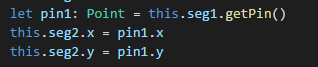 let pin1: Point = this.seg1.getPin()
this.seg2.x = pin1.x
this.seg2.y = pin1.y